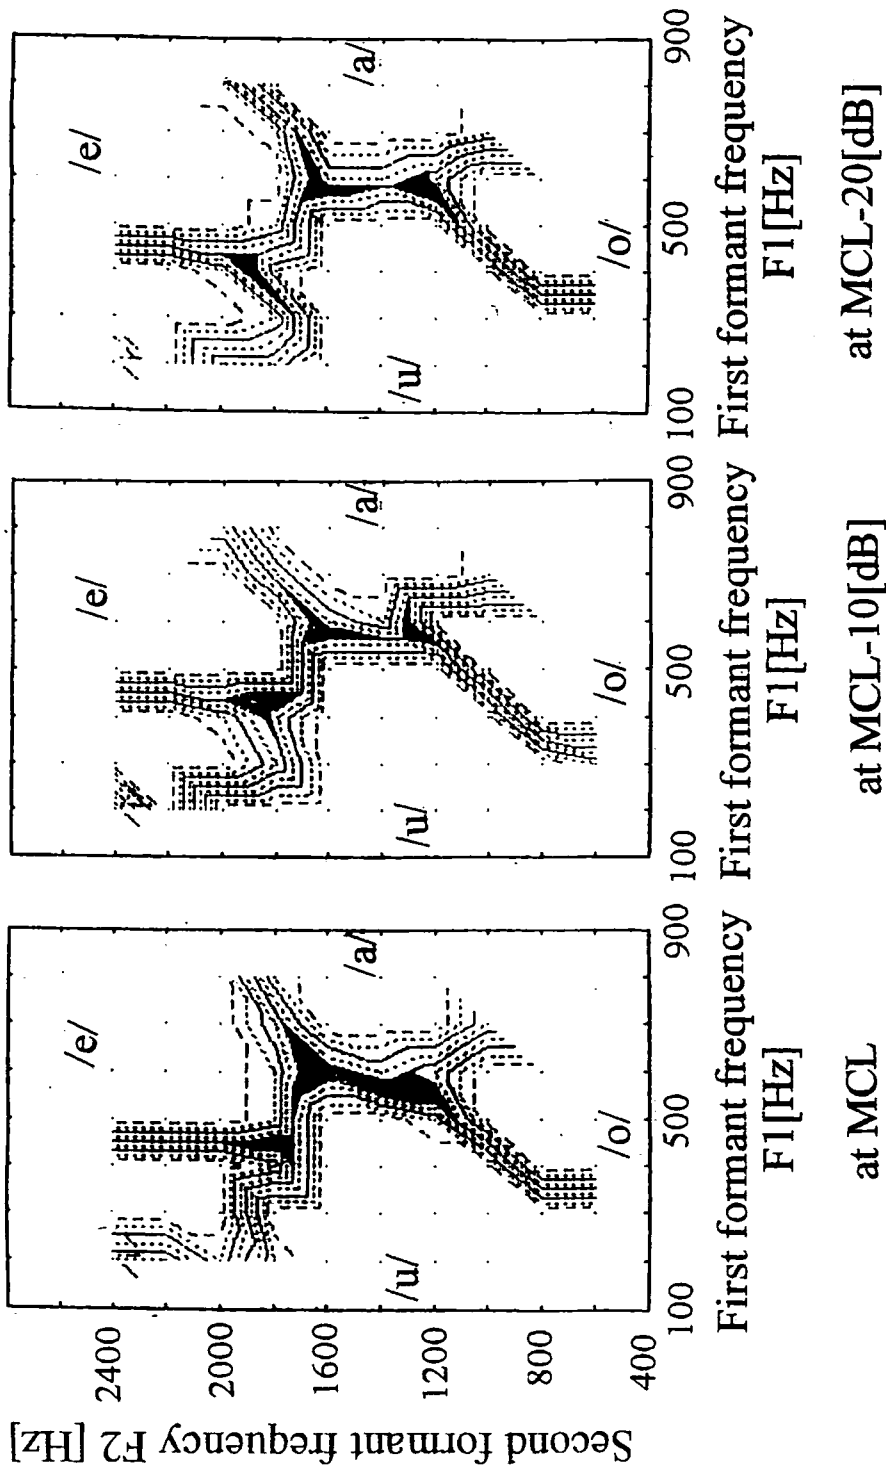 Second formant frequency F2 [Hz]
2400
2000
1600
1200
800
400
/e/
/a/
/u/
/o/
100
500
900
First formant frequency
F1[Hz]
at MCL
/e/
/a/
/u/
/o/
100
500
900
First formant frequency
F1[Hz]
at MCL-10[dB]
/e/
/a/
/u/
/o/
100
500
900
First formant frequency
F1[Hz]
at MCL-20[dB]